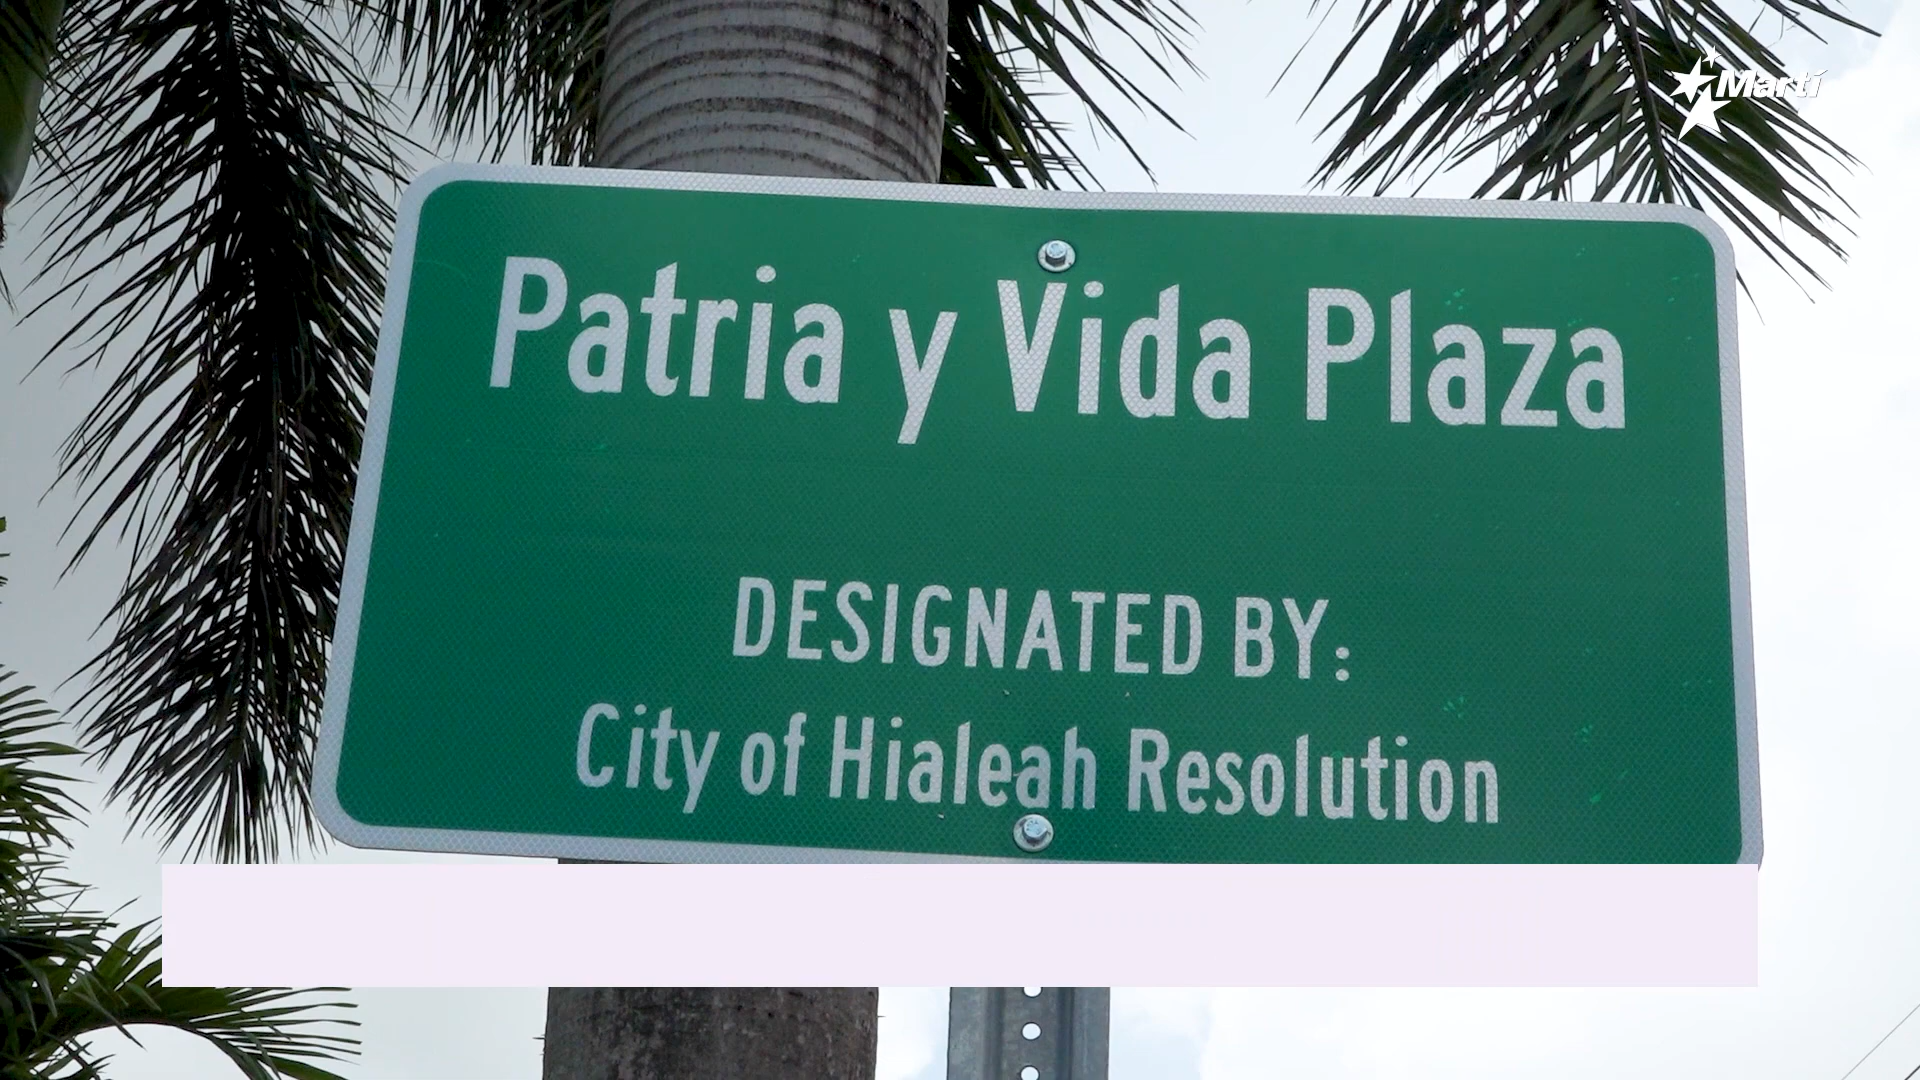 Martí
Patria y Vida Plaza
DESIGNATED BY:
City of Hialeah Resolution